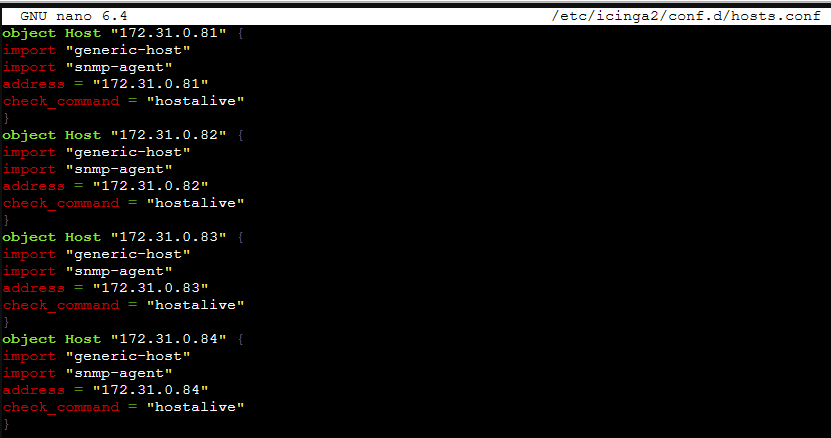 GNU nano 6.4 /etc/icinga2/conf.d/hosts.conf
object Host "172.31.0.81" {
import "generic-host"
import "snmp-agent"
address = "172.31.0.81"
check_command = "hostalive"
}
object Host "172.31.0.82" {
import "generic-host"
import "snmp-agent"
address = "172.31.0.82"
check_command = "hostalive"
}
object Host "172.31.0.83" {
import "generic-host"
import "snmp-agent"
address = "172.31.0.83"
check_command = "hostalive"
}
object Host "172.31.0.84" {
import "generic-host"
import "snmp-agent"
address = "172.31.0.84"
check_command = "hostalive"
}